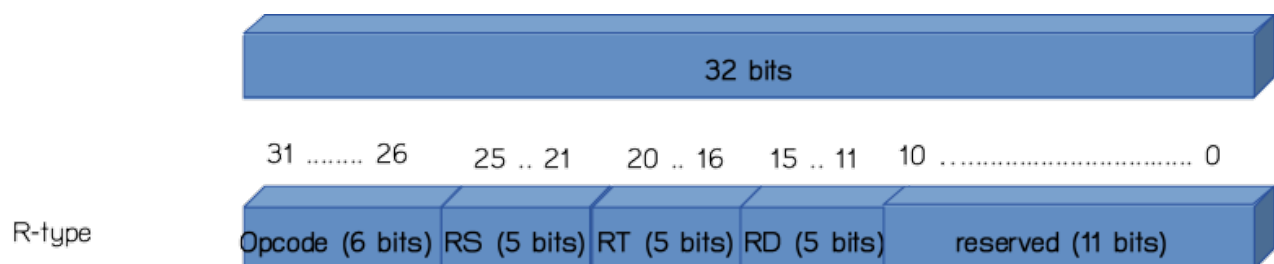 32 bits
31 ........ 26 25 .. 21 20 .. 16 15 .. 11 10 .................................... 0
R-type Opcode (6 bits) RS (5 bits) RT (5 bits) RD (5 bits) reserved (11 bits)